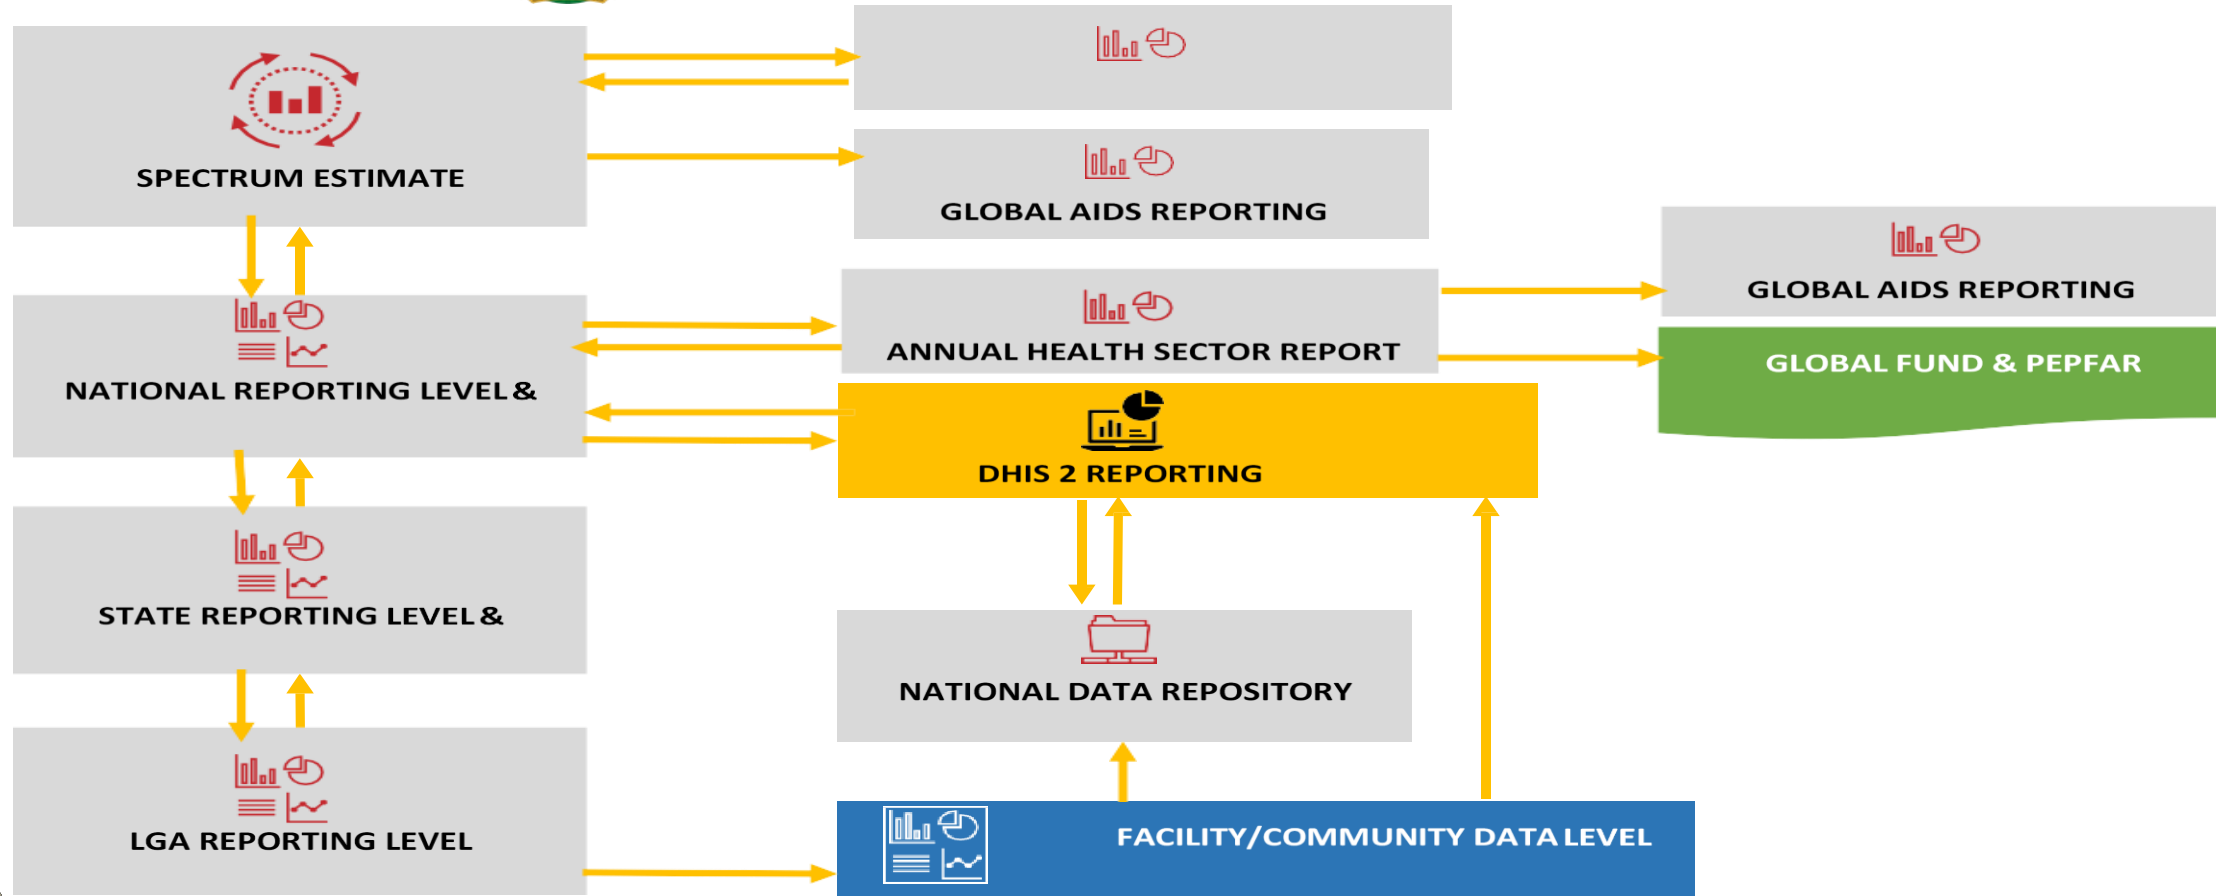 SPECTRUM ESTIMATE
GLOBAL AIDS REPORTING
GLOBAL AIDS REPORTING
ANNUAL HEALTH SECTOR REPORT
GLOBAL FUND & PEPFAR
NATIONAL REPORTING LEVEL &
DHIS 2 REPORTING
STATE REPORTING LEVEL &
NATIONAL DATA REPOSITORY
LGA REPORTING LEVEL
FACILITY/COMMUNITY DATA LEVEL